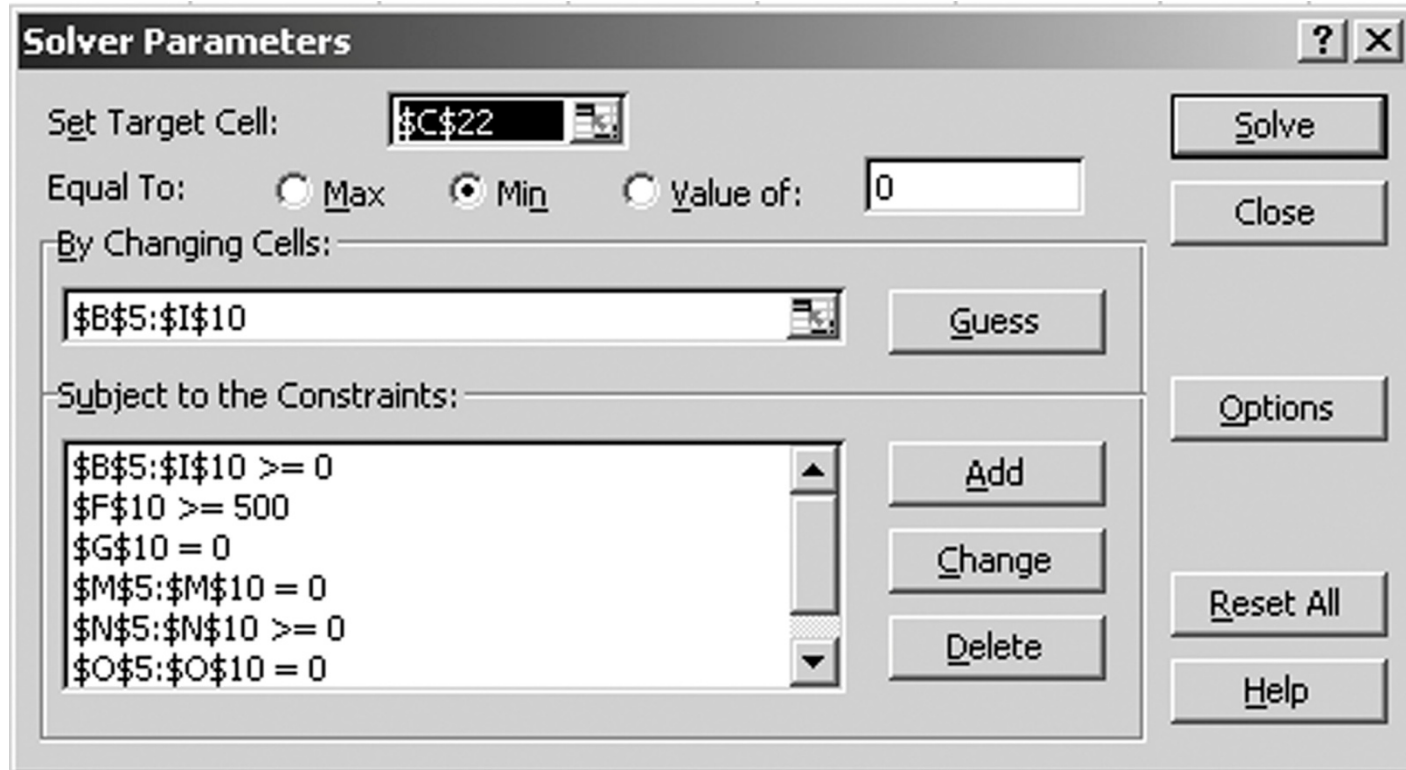 Solver Parameters
?
Set Target Cell:
$C$22
Solve
Equal To:
Max
Min
Value of:
0
Close
By Changing Cells:
$B$5:$I$10
Guess
Subject to the Constraints:
Options
$B$5:$I$10 >= 0
$F$10 >= 500
$G$10 = 0
$M$5:$M$10 = 0
$N$5:$N$10 >= 0
$O$5:$O$10 = 0
Add
Change
Delete
Reset All
Help